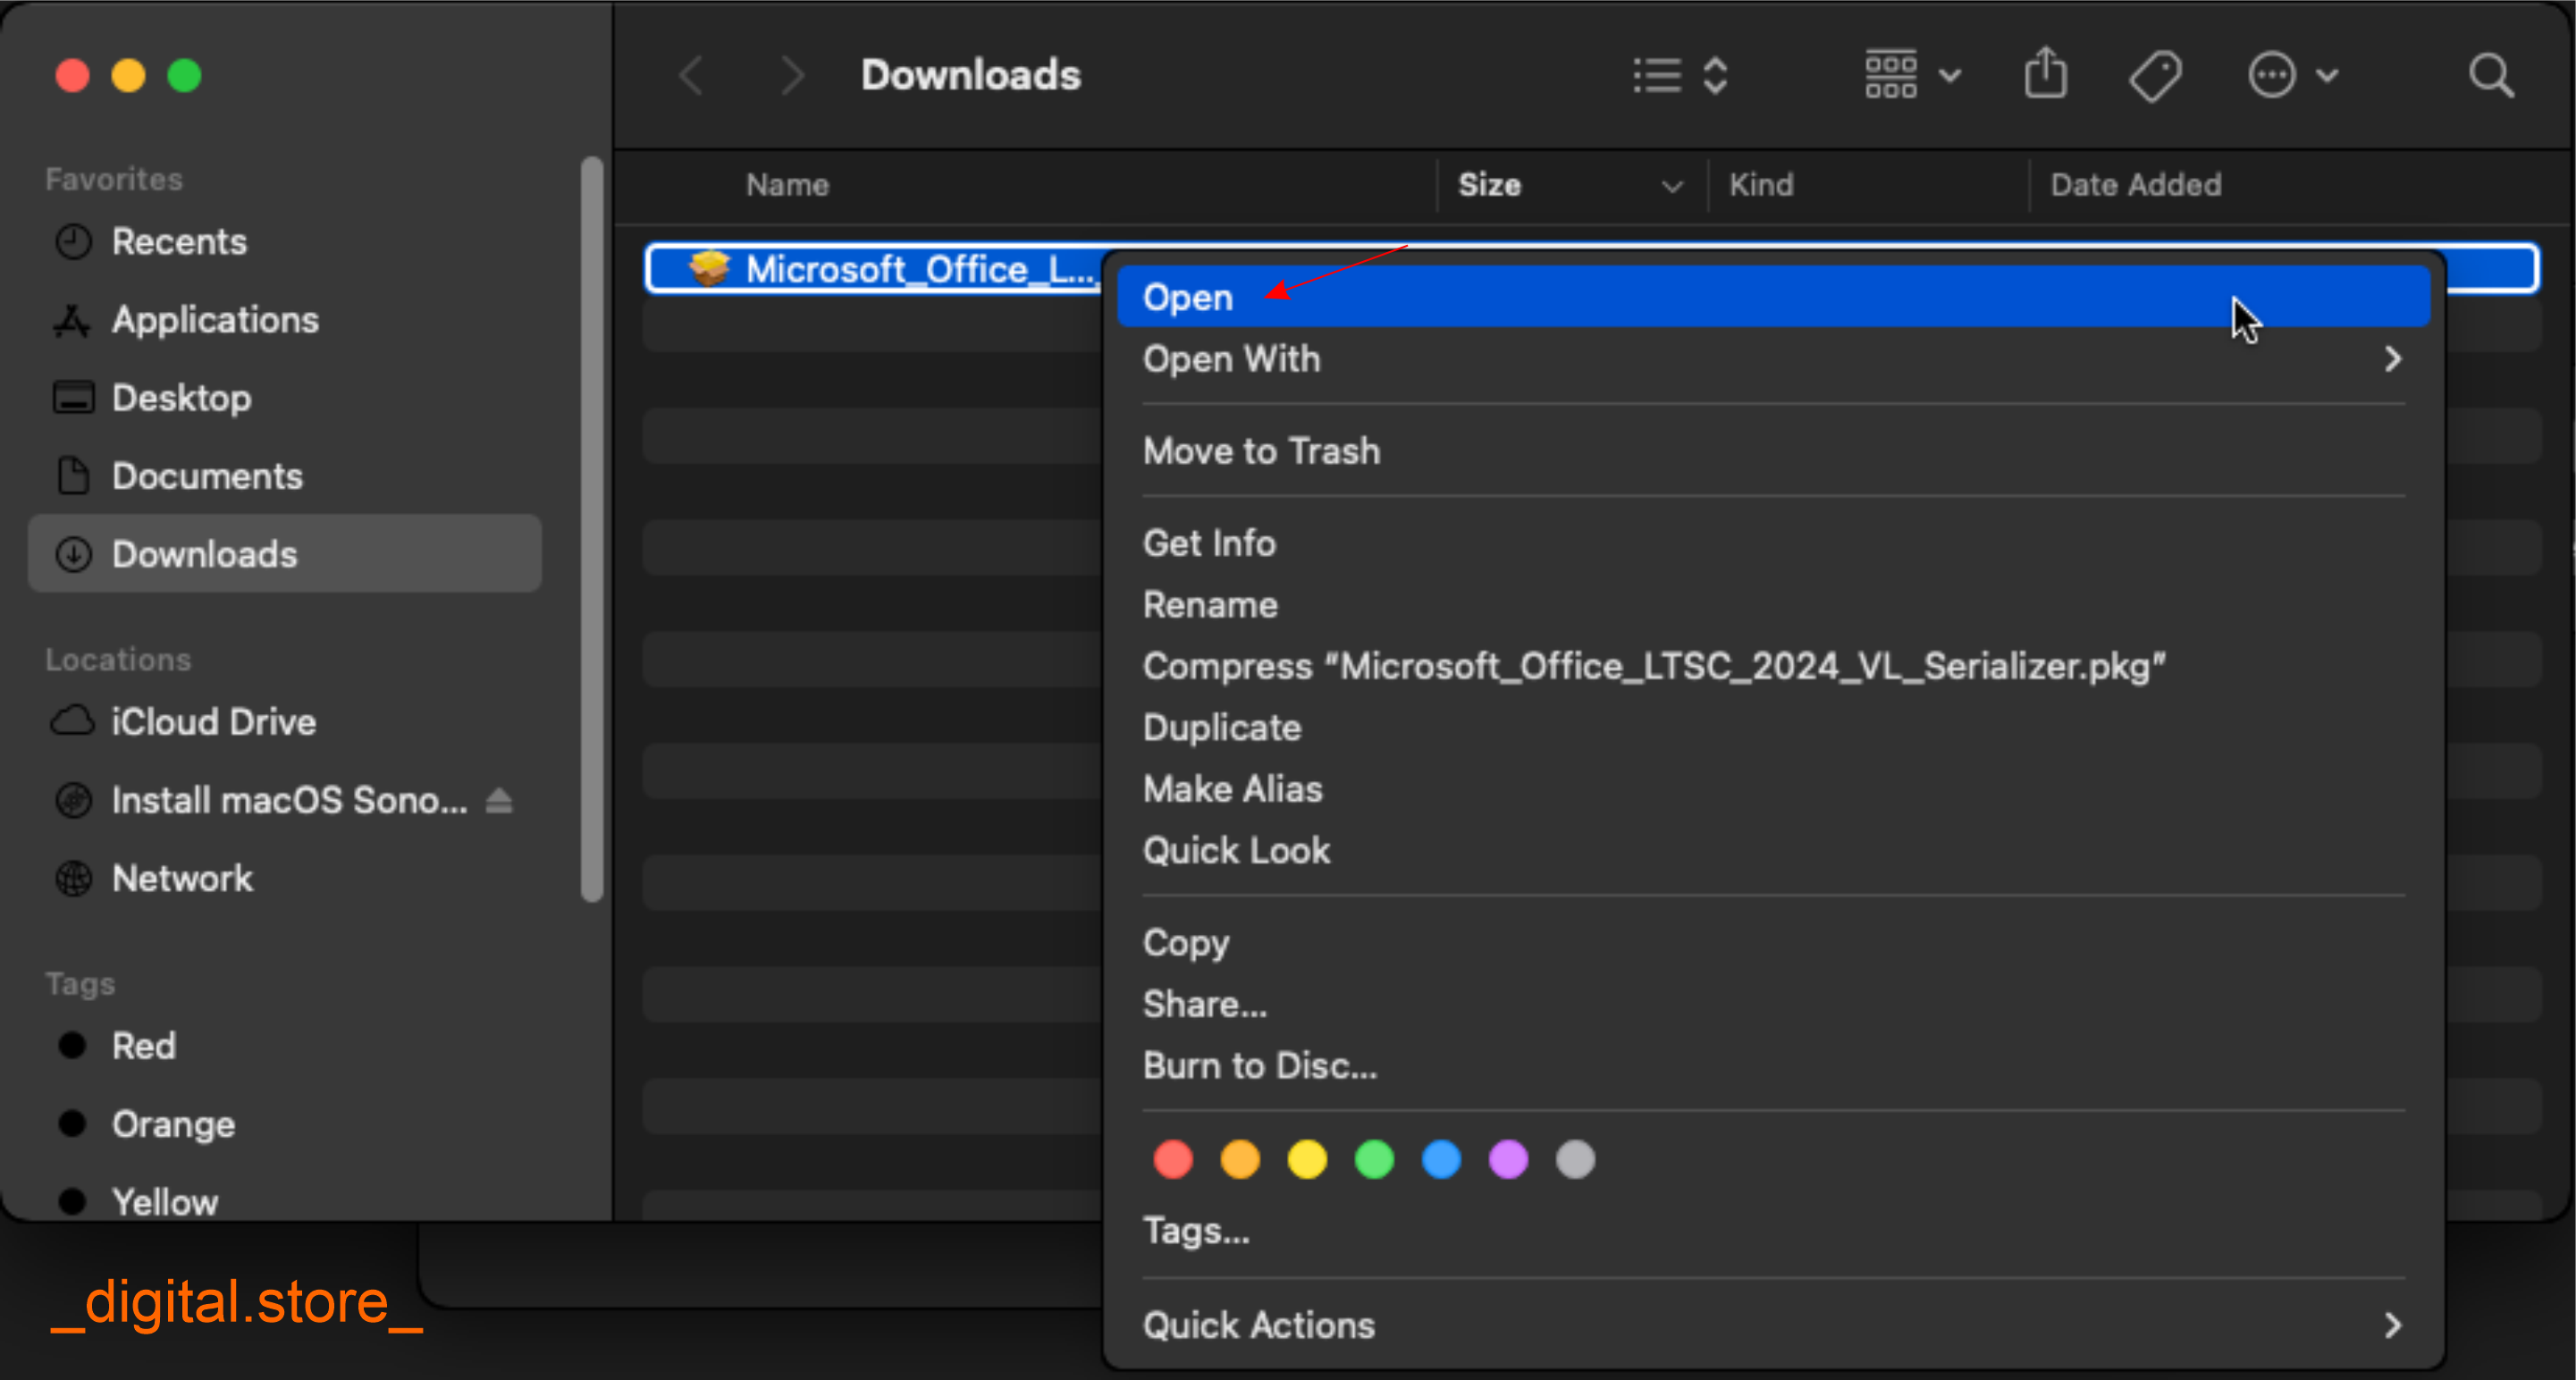 Downloads
Favorites
Recents
Applications
Desktop
Documents
Downloads
Locations
iCloud Drive
Install macOS Sono...
Network
Tags
Red
Orange
Yellow
Name
Size
Kind
Date Added
Microsoft_Office_L...
Open
Open With
Move to Trash
Get Info
Rename
Compress “Microsoft_Office_LTSC_2024_VL_Serializer.pkg”
Duplicate
Make Alias
Quick Look
Copy
Share...
Burn to Disc...
Tags...
Quick Actions
_digital.store_